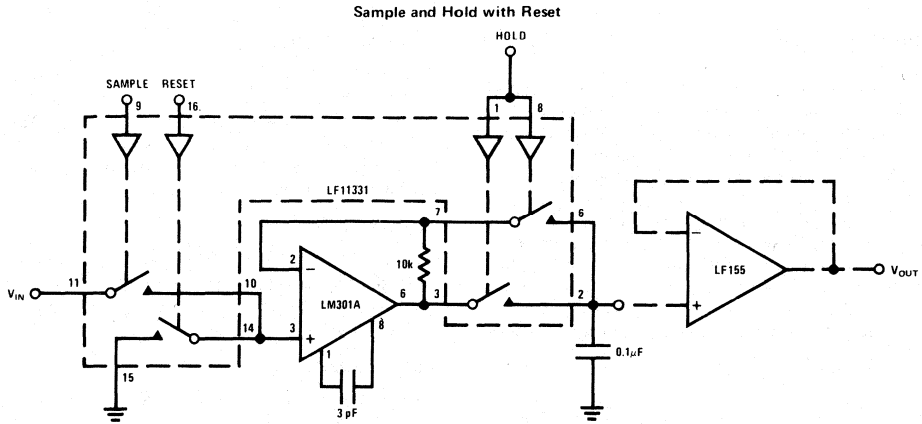 Sample and Hold with Reset
HOLD
SAMPLE RESET
9 16.
1 8
LF11331
7 6
2 −
10k
LF155
−
11 10
V_IN
LM301A
6 3 2
V_OUT
14 3 +
8
+
1
0.1μF
15
3 pF